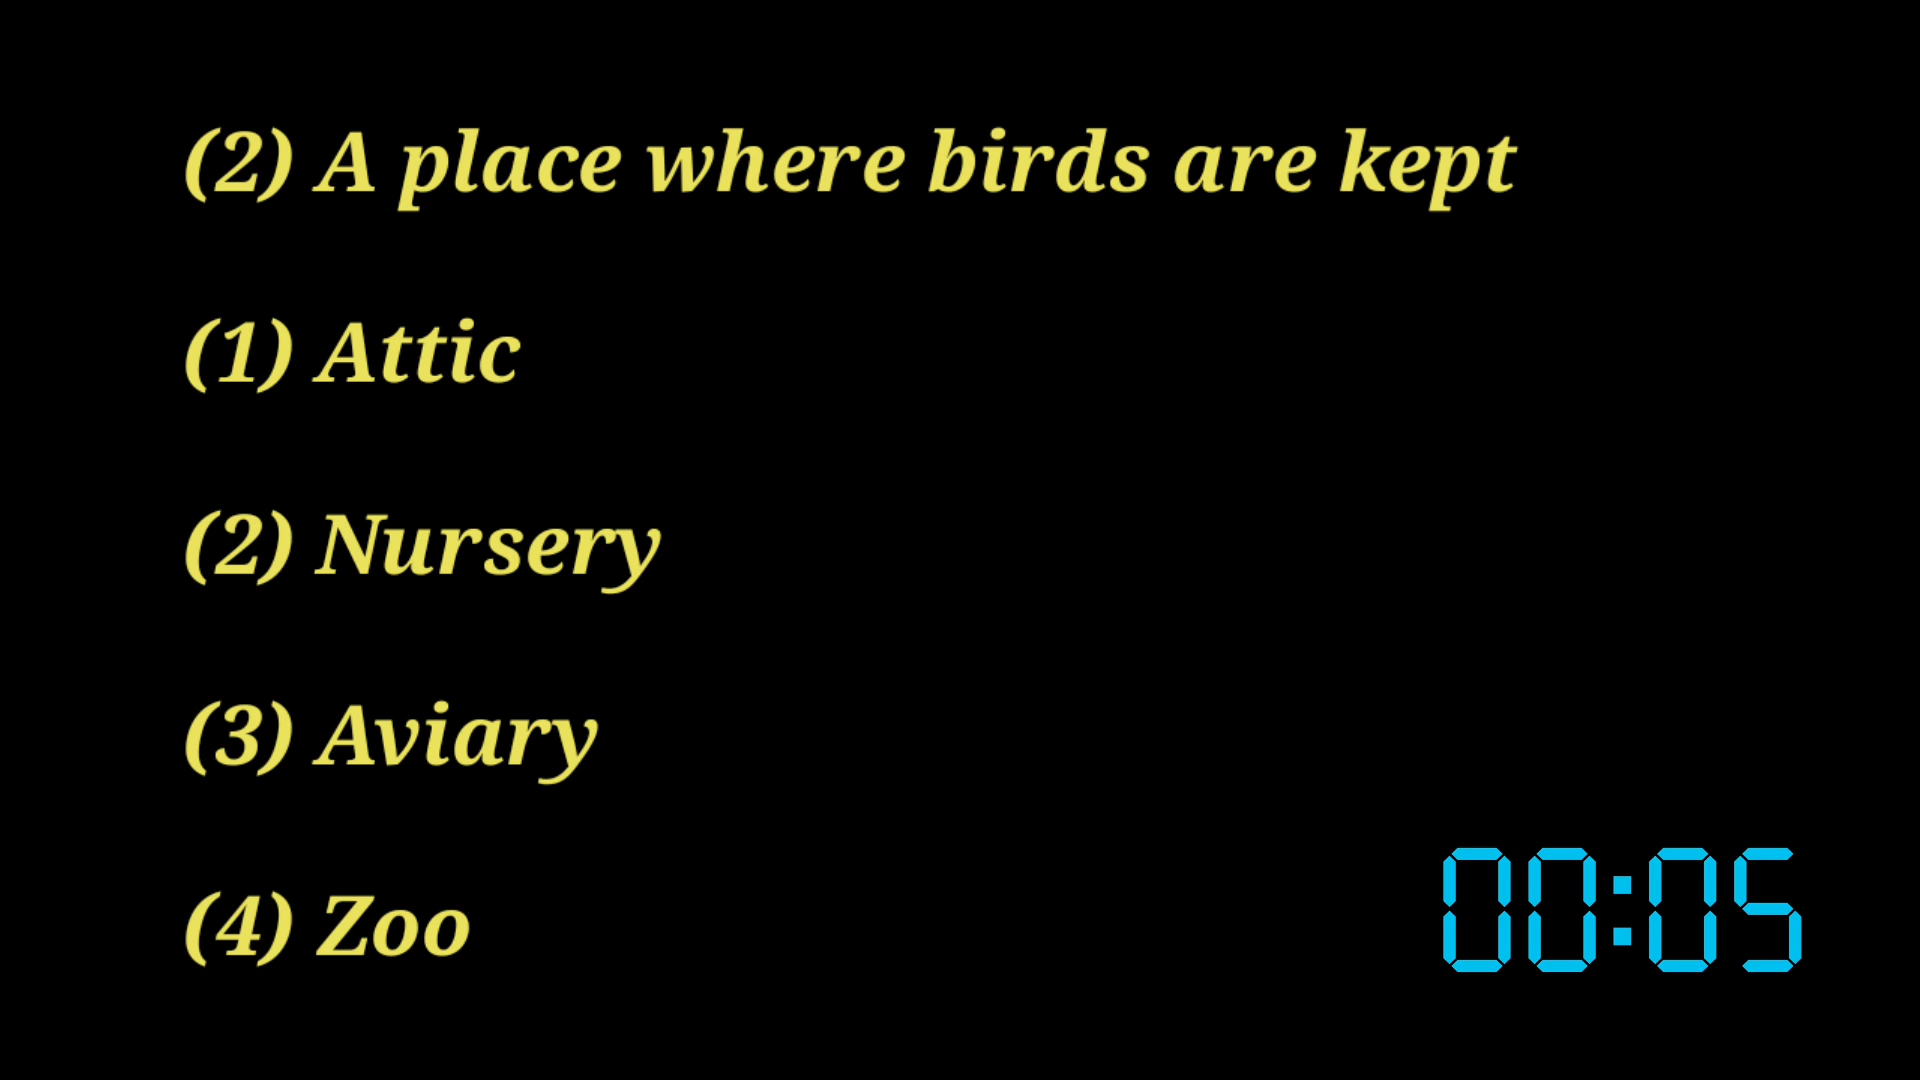 (2) A place where birds are kept
(1) Attic
(2) Nursery
(3) Aviary
(4) Zoo
00:05